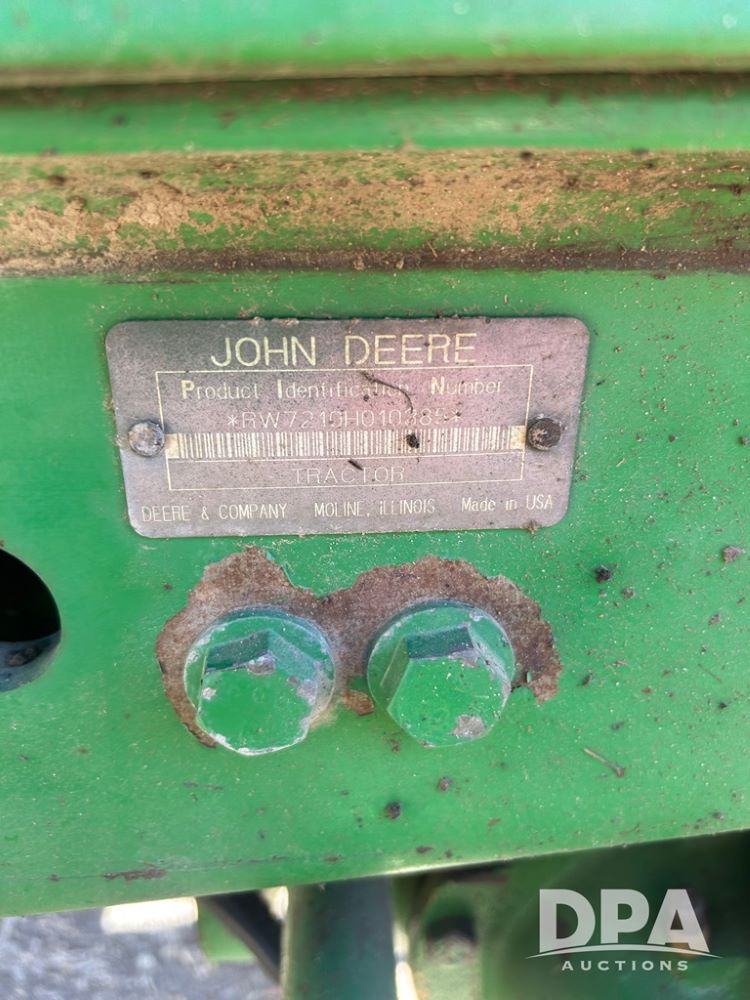 JOHN DEERE
Product Identification Number
*RW7210H010385*
TRACTOR
DEERE & COMPANY MOLINE, ILLINOIS Made in USA
DPA
AUCTIONS